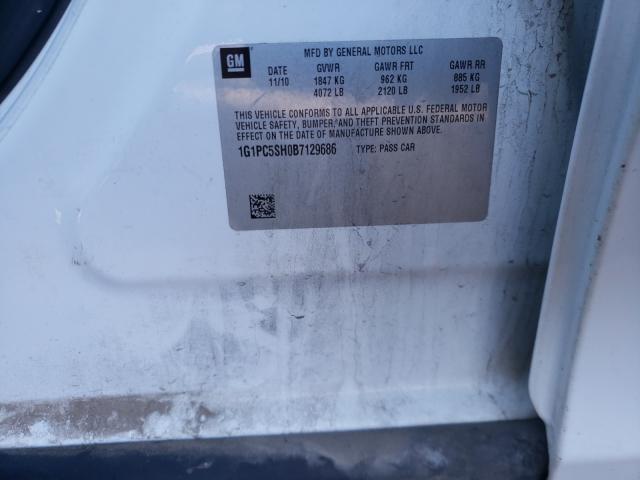 GM
MFD BY GENERAL MOTORS LLC
DATE GVWR GAWR FRT GAWR RR
11/10 1847 KG 962 KG 885 KG
4072 LB 2120 LB 1952 LB
THIS VEHICLE CONFORMS TO ALL APPLICABLE U.S. FEDERAL MOTOR
VEHICLE SAFETY, BUMPER, AND THEFT PREVENTION STANDARDS
IN EFFECT ON THE DATE OF MANUFACTURE SHOWN ABOVE.
1G1PC5SH0B7129686 TYPE: PASS CAR